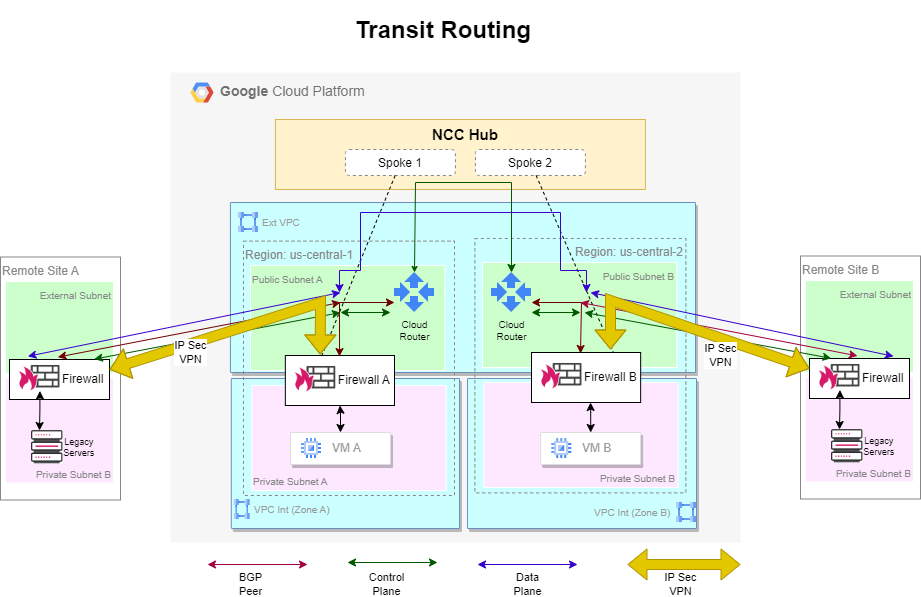 Transit Routing
Google Cloud Platform
NCC Hub
Spoke 1
Spoke 2
Ext VPC
Region: us-central-1
Region: us-central-2
Public Subnet A
Public Subnet B
Remote Site A
External Subnet
Remote Site B
External Subnet
Cloud
Router
Cloud
Router
IP Sec
VPN
IP Sec
VPN
Firewall
Firewall A
Firewall B
Firewall
Legacy
Servers
VM A
VM B
Legacy
Servers
Private Subnet B
Private Subnet A
Private Subnet B
Private Subnet B
VPC Int (Zone A)
VPC Int (Zone B)
BGP
Peer
Control
Plane
Data
Plane
IP Sec
VPN